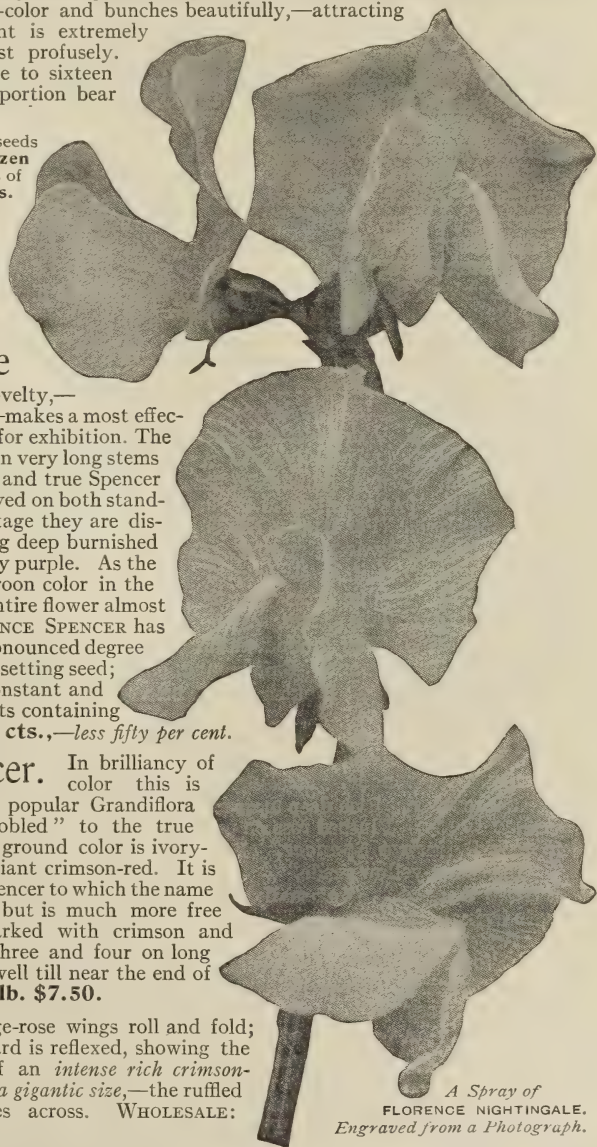 -color and bunches beautifully,—attracting
nt is extremely
st profusely.
e to sixteen
portion bear
seeds
zen
of
s.
e
velty,—
-makes a most effec-
for exhibition. The
n very long stems
and true Spencer
ved on both stand-
tage they are dis-
g deep burnished
y purple. As the
roon color in the
ntire flower almost
NCE SPENCER has
onounced degree
setting seed;
onstant and
ts containing
cts.,—less fifty per cent.
cer. In brilliancy of
color this is
popular Grandiflora
obled" to the true
ground color is ivory-
iant crimson-red. It is
encer to which the name
but is much more free
arked with crimson and
hree and four on long
well till near the end of
lb. $7.50.
ge-rose wings roll and fold;
ard is reflexed, showing the
f an intense rich crimson-
a gigantic size,—the ruffled
es across. WHOLESALE:
A Spray of
FLORENCE NIGHTINGALE.
Engraved from a Photograph.